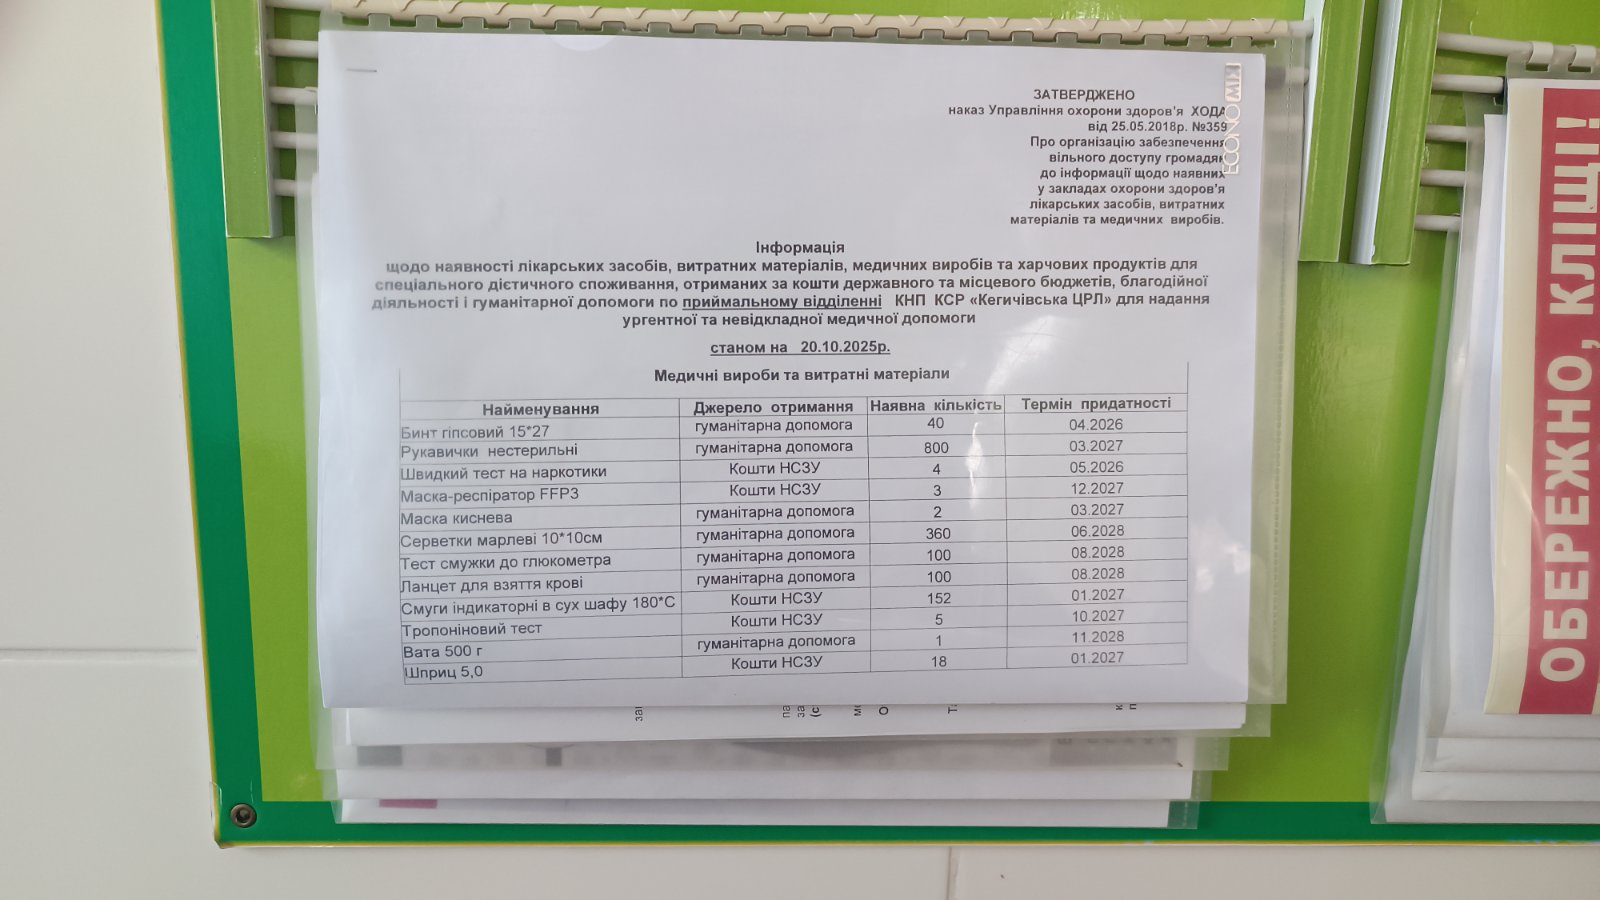 ЗАТВЕРДЖЕНО
наказ Управління охорони здоров'я ХОДА
від 25.05.2018р. №359
Про організацію забезпечення
вільного доступу громадян
до інформації щодо наявних
у закладах охорони здоров'я
лікарських засобів, витратних
матеріалів та медичних виробів.
ECONOMIX
Інформація
щодо наявності лікарських засобів, витратних матеріалів, медичних виробів та харчових продуктів для
спеціального дієтичного споживання, отриманих за кошти державного та місцевого бюджетів, благодійної
діяльності і гуманітарної допомоги по приймальному відділенні КНП КСР «Кегичівська ЦРЛ» для надання
ургентної та невідкладної медичної допомоги
станом на 20.10.2025р.
Медичні вироби та витратні матеріали
Найменування Джерело отримання Наявна кількість Термін придатності
Бинт гіпсовий 15*27 гуманітарна допомога 40 04.2026
Рукавички нестерильні гуманітарна допомога 800 03.2027
Швидкий тест на наркотики Кошти НСЗУ 4 05.2026
Маска-респіратор FFP3 Кошти НСЗУ 3 12.2027
Маска киснева гуманітарна допомога 2 03.2027
Серветки марлеві 10*10см гуманітарна допомога 360 06.2028
Тест смужки до глюкометра гуманітарна допомога 100 08.2028
Ланцет для взяття крові гуманітарна допомога 100 08.2028
Смуги індикаторні в сух шафу 180*С Кошти НСЗУ 152 01.2027
Тропоніновий тест Кошти НСЗУ 5 10.2027
Вата 500 г гуманітарна допомога 1 11.2028
Шприц 5,0 Кошти НСЗУ 18 01.2027
ОБЕРЕЖНО, КЛІЩІ!